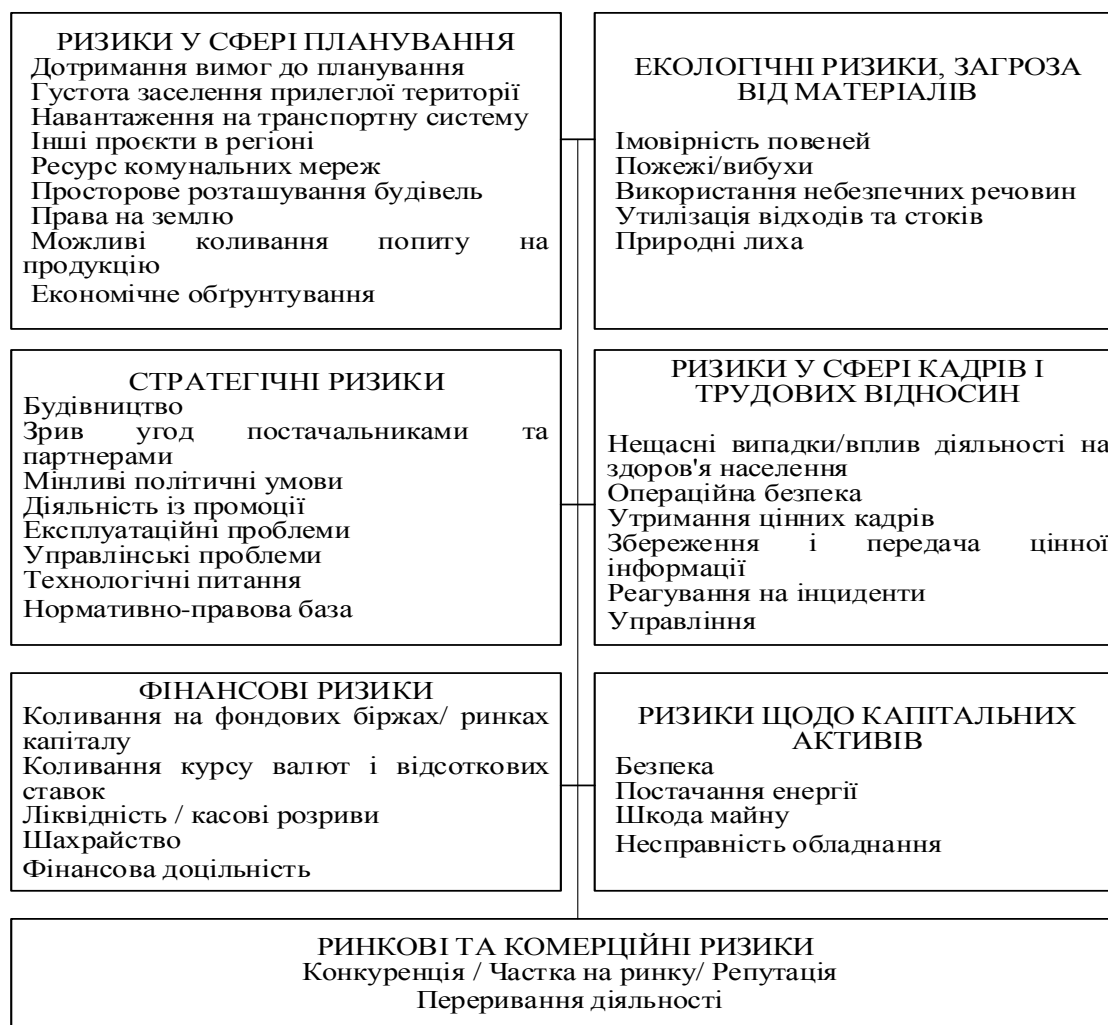 РИЗИКИ У СФЕРІ ПЛАНУВАННЯ
Дотримання вимог до планування
Густота заселення прилеглої території
Навантаження на транспортну систему
Інші проєкти в регіоні
Ресурс комунальних мереж
Просторове розташування будівель
Права на землю
Можливі коливання попиту на
продукцію
Економічне обґрунтування
ЕКОЛОГІЧНІ РИЗИКИ, ЗАГРОЗА
ВІД МАТЕРІАЛІВ
Імовірність повеней
Пожежі/вибухи
Використання небезпечних речовин
Утилізація відходів та стоків
Природні лиха
СТРАТЕГІЧНІ РИЗИКИ
Будівництво
Зрив угод постачальниками та
партнерами
Мінливі політичні умови
Діяльність із промоції
Експлуатаційні проблеми
Управлінські проблеми
Технологічні питання
Нормативно-правова база
РИЗИКИ У СФЕРІ КАДРІВ І
ТРУДОВИХ ВІДНОСИН
Нещасні випадки/вплив діяльності на
здоров'я населення
Операційна безпека
Утримання цінних кадрів
Збереження і передача цінної
інформації
Реагування на інциденти
Управління
ФІНАНСОВІ РИЗИКИ
Коливання на фондових біржах/ ринках
капіталу
Коливання курсу валют і відсоткових
ставок
Ліквідність / касові розриви
Шахрайство
Фінансова доцільність
РИЗИКИ ЩОДО КАПІТАЛЬНИХ
АКТИВІВ
Безпека
Постачання енергії
Шкода майну
Несправність обладнання
РИНКОВІ ТА КОМЕРЦІЙНІ РИЗИКИ
Конкуренція / Частка на ринку/ Репутація
Переривання діяльності